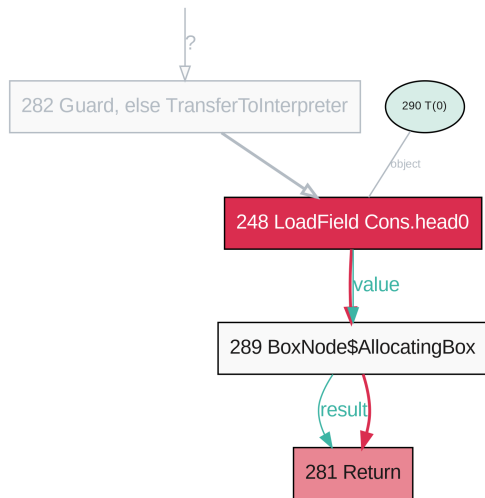 ?
282 Guard, else TransferToInterpreter
290 T(0)
object
248 LoadField Cons.head0
value
289 BoxNode$AllocatingBox
result
281 Return